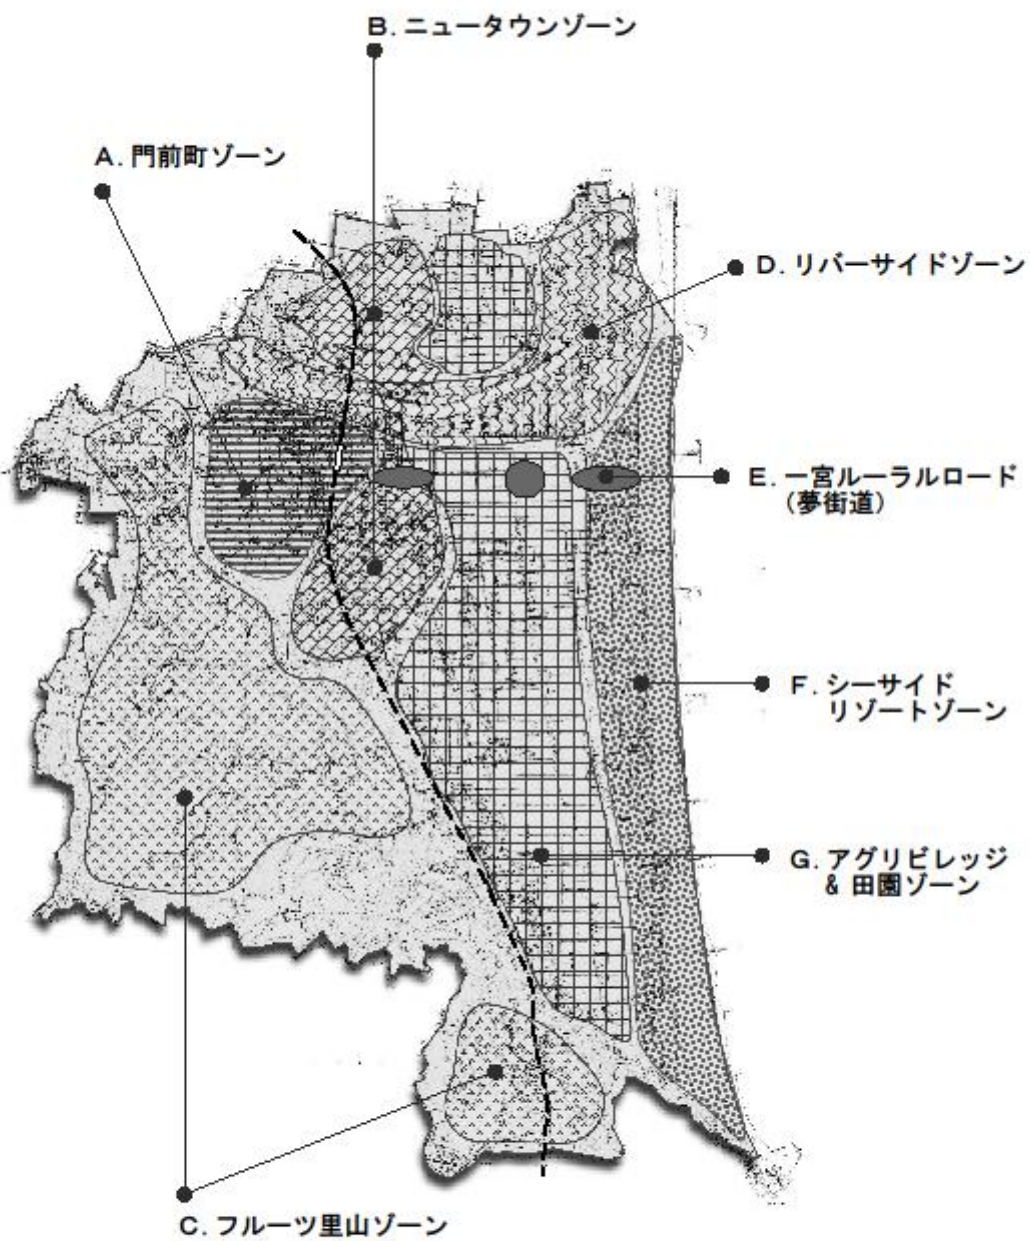 B. ニュータウンゾーン
A. 門前町ゾーン
D. リバーサイドゾーン
E. 一宮ルーラルロード
(夢街道)
F. シーサイド
リゾートゾーン
G. アグリビレッジ
& 田園ゾーン
C. フルーツ里山ゾーン